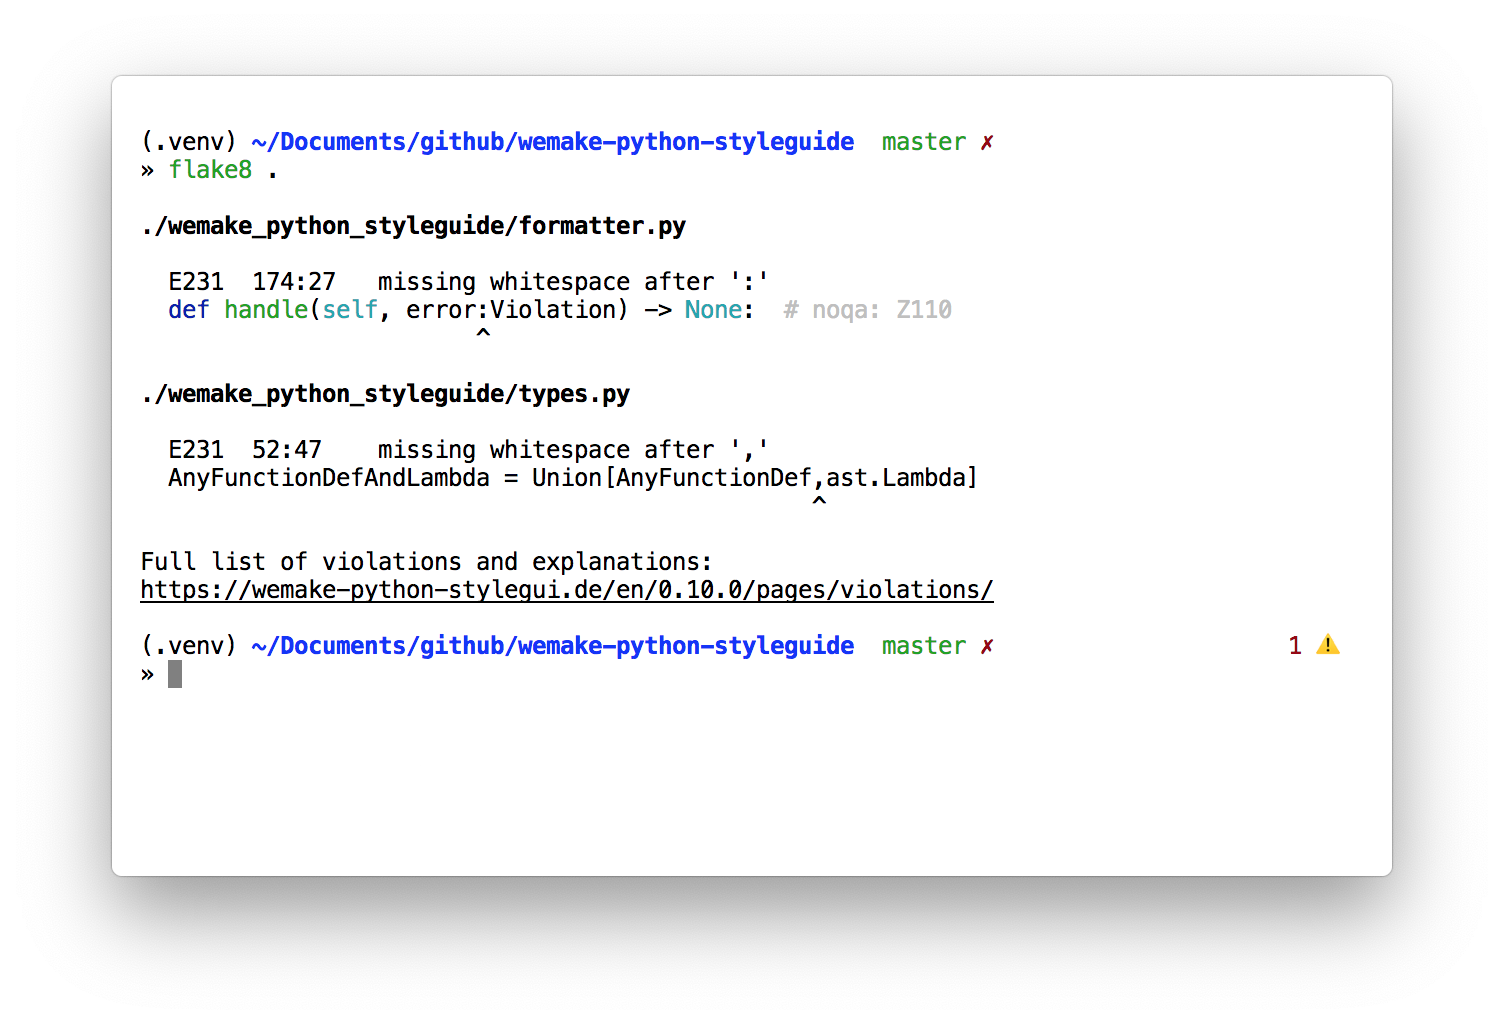 (.venv) ~/Documents/github/wemake-python-styleguide  master ✗
» flake8 .
./wemake_python_styleguide/formatter.py
  E231  174:27   missing whitespace after ':'
  def handle(self, error:Violation) -> None:  # noqa: Z110
                        ^
./wemake_python_styleguide/types.py
  E231  52:47    missing whitespace after ','
  AnyFunctionDefAndLambda = Union[AnyFunctionDef,ast.Lambda]
                                                ^
Full list of violations and explanations:
https://wemake-python-stylegui.de/en/0.10.0/pages/violations/
(.venv) ~/Documents/github/wemake-python-styleguide  master ✗                     1 ⚠️
»